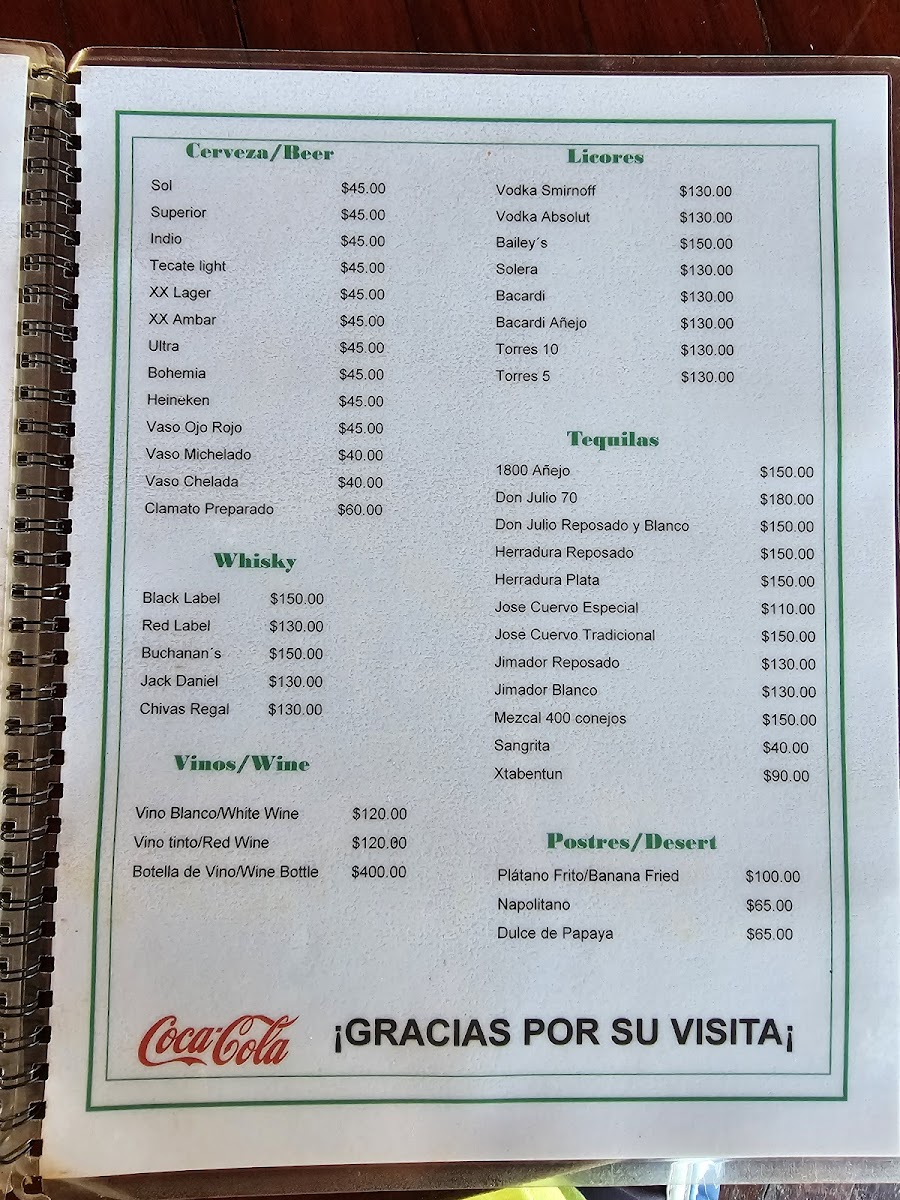 Cerveza/Beer
Sol $45.00
Superior $45.00
Indio $45.00
Tecate light $45.00
XX Lager $45.00
XX Ambar $45.00
Ultra $45.00
Bohemia $45.00
Heineken $45.00
Vaso Ojo Rojo $45.00
Vaso Michelado $40.00
Vaso Chelada $40.00
Clamato Preparado $60.00
Whisky
Black Label $150.00
Red Label $130.00
Buchanan´s $150.00
Jack Daniel $130.00
Chivas Regal $130.00
Vinos/Wine
Vino Blanco/White Wine $120.00
Vino tinto/Red Wine $120.00
Botella de Vino/Wine Bottle $400.00
Licores
Vodka Smirnoff $130.00
Vodka Absolut $130.00
Bailey´s $150.00
Solera $130.00
Bacardi $130.00
Bacardi Añejo $130.00
Torres 10 $130.00
Torres 5 $130.00
Tequilas
1800 Añejo $150.00
Don Julio 70 $180.00
Don Julio Reposado y Blanco $150.00
Herradura Reposado $150.00
Herradura Plata $150.00
Jose Cuervo Especial $110.00
José Cuervo Tradicional $150.00
Jimador Reposado $130.00
Jimador Blanco $130.00
Mezcal 400 conejos $150.00
Sangrita $40.00
Xtabentun $90.00
Postres/Desert
Plátano Frito/Banana Fried $100.00
Napolitano $65.00
Dulce de Papaya $65.00
Coca-Cola ¡GRACIAS POR SU VISITA¡